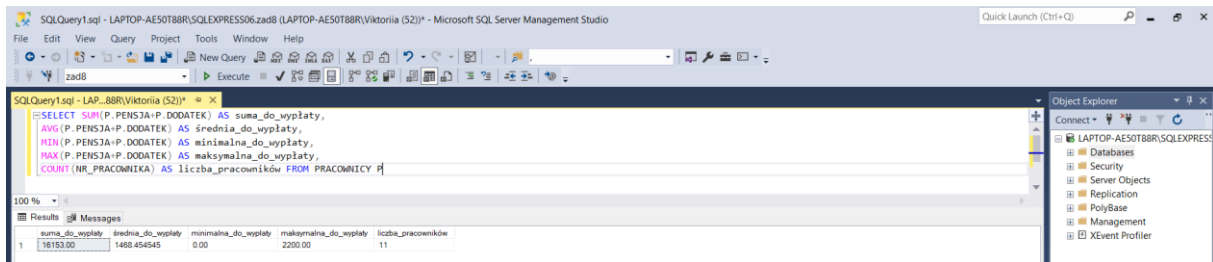 SQLQuery1.sql - LAPTOP-AE50T88R\SQLEXPRESS06.zad8 (LAPTOP-AE50T88R\Viktoriia (52))* - Microsoft SQL Server Management Studio
Quick Launch (Ctrl+Q)
File Edit View Query Project Tools Window Help
New Query
zad8
Execute
SQLQuery1.sql - LAP...88R\Viktoriia (52))*
SELECT SUM(P.PENSJA+P.DODATEK) AS suma_do_wypłaty,
AVG(P.PENSJA+P.DODATEK) AS średnia_do_wypłaty,
MIN(P.PENSJA+P.DODATEK) AS minimalna_do_wypłaty,
MAX(P.PENSJA+P.DODATEK) AS maksymalna_do_wypłaty,
COUNT(NR_PRACOWNIKA) AS liczba_pracowników FROM PRACOWNICY P
100 %
Results Messages
suma_do_wypłaty średnia_do_wypłaty minimalna_do_wypłaty maksymalna_do_wypłaty liczba_pracowników
1 16153.00 1468.454545 0.00 2200.00 11
Object Explorer
Connect
LAPTOP-AE50T88R\SQLEXPRESS
Databases
Security
Server Objects
Replication
PolyBase
Management
XEvent Profiler